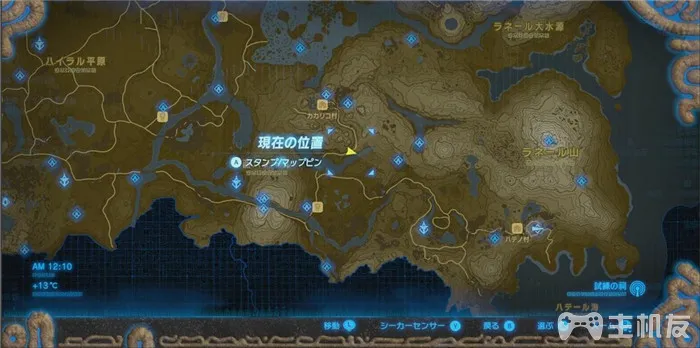 ラネール大水源
ハイラル平原
カカリコ村
現在の位置
Ⓐ スタンプ/マップピン
ラネール山
ハテノ村
AM 12:10
+13℃
試練の祠
ハテール海
移動 Ⓛ シーカーセンサー Ⓨ 戻る Ⓑ 選ぶ
主机友